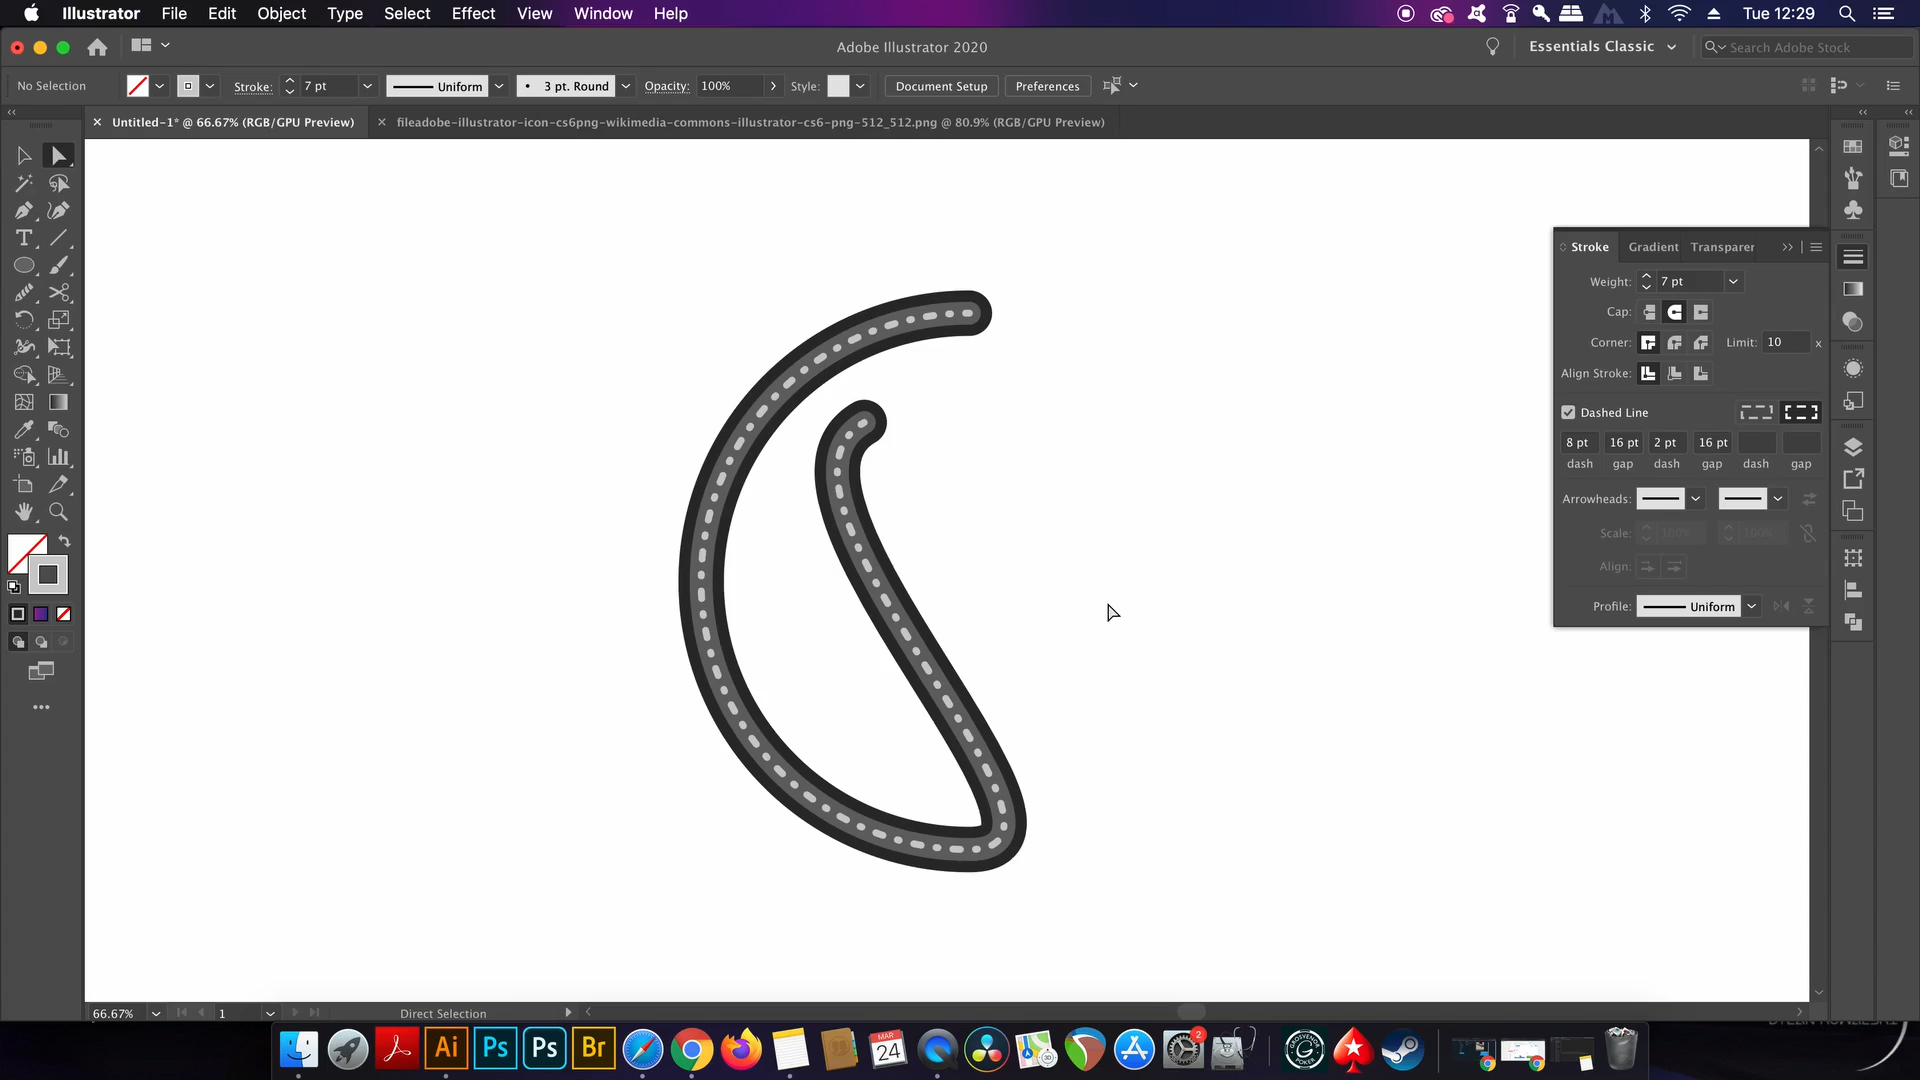 Illustrator File Edit Object Type Select Effect View Window Help Tue 12:29
Adobe Illustrator 2020 Essentials Classic Search Adobe Stock
No Selection Stroke: 7 pt Uniform 3 pt. Round Opacity: 100% Style: Document Setup Preferences
Untitled-1* @ 66.67% (RGB/GPU Preview) fileadobe-illustrator-icon-cs6png-wikimedia-commons-illustrator-cs6-png-512_512.png @ 80.9% (RGB/GPU Preview)
Stroke Gradient Transparer
Weight: 7 pt
Cap:
Corner: Limit: 10 x
Align Stroke:
Dashed Line
8 pt 16 pt 2 pt 16 pt
dash gap dash gap dash gap
Arrowheads:
Scale: 100% 100%
Align:
Profile: Uniform
66.67% 1 Direct Selection
Ai Ps Ps Br MAR 24 2